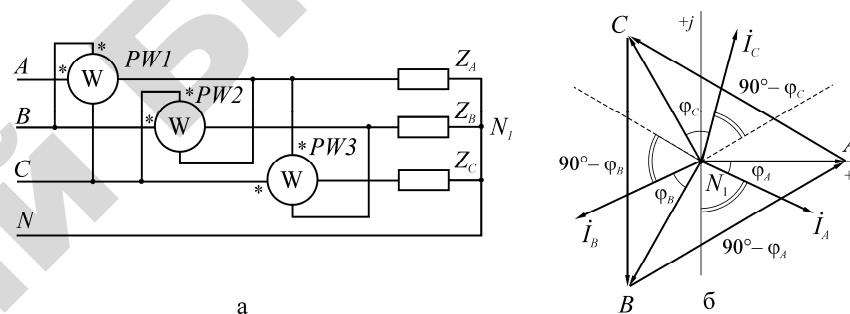 A
B
C
N
*
*
W
PW1
*
*
W
PW2
*
*
W
PW3
Z_A
Z_B
Z_C
N_1
а
+j
C
İ_C
90°– φ_C
φ_C
A
+
90°– φ_B
φ_B
N_1
φ_A
İ_B
İ_A
90°– φ_A
B
б